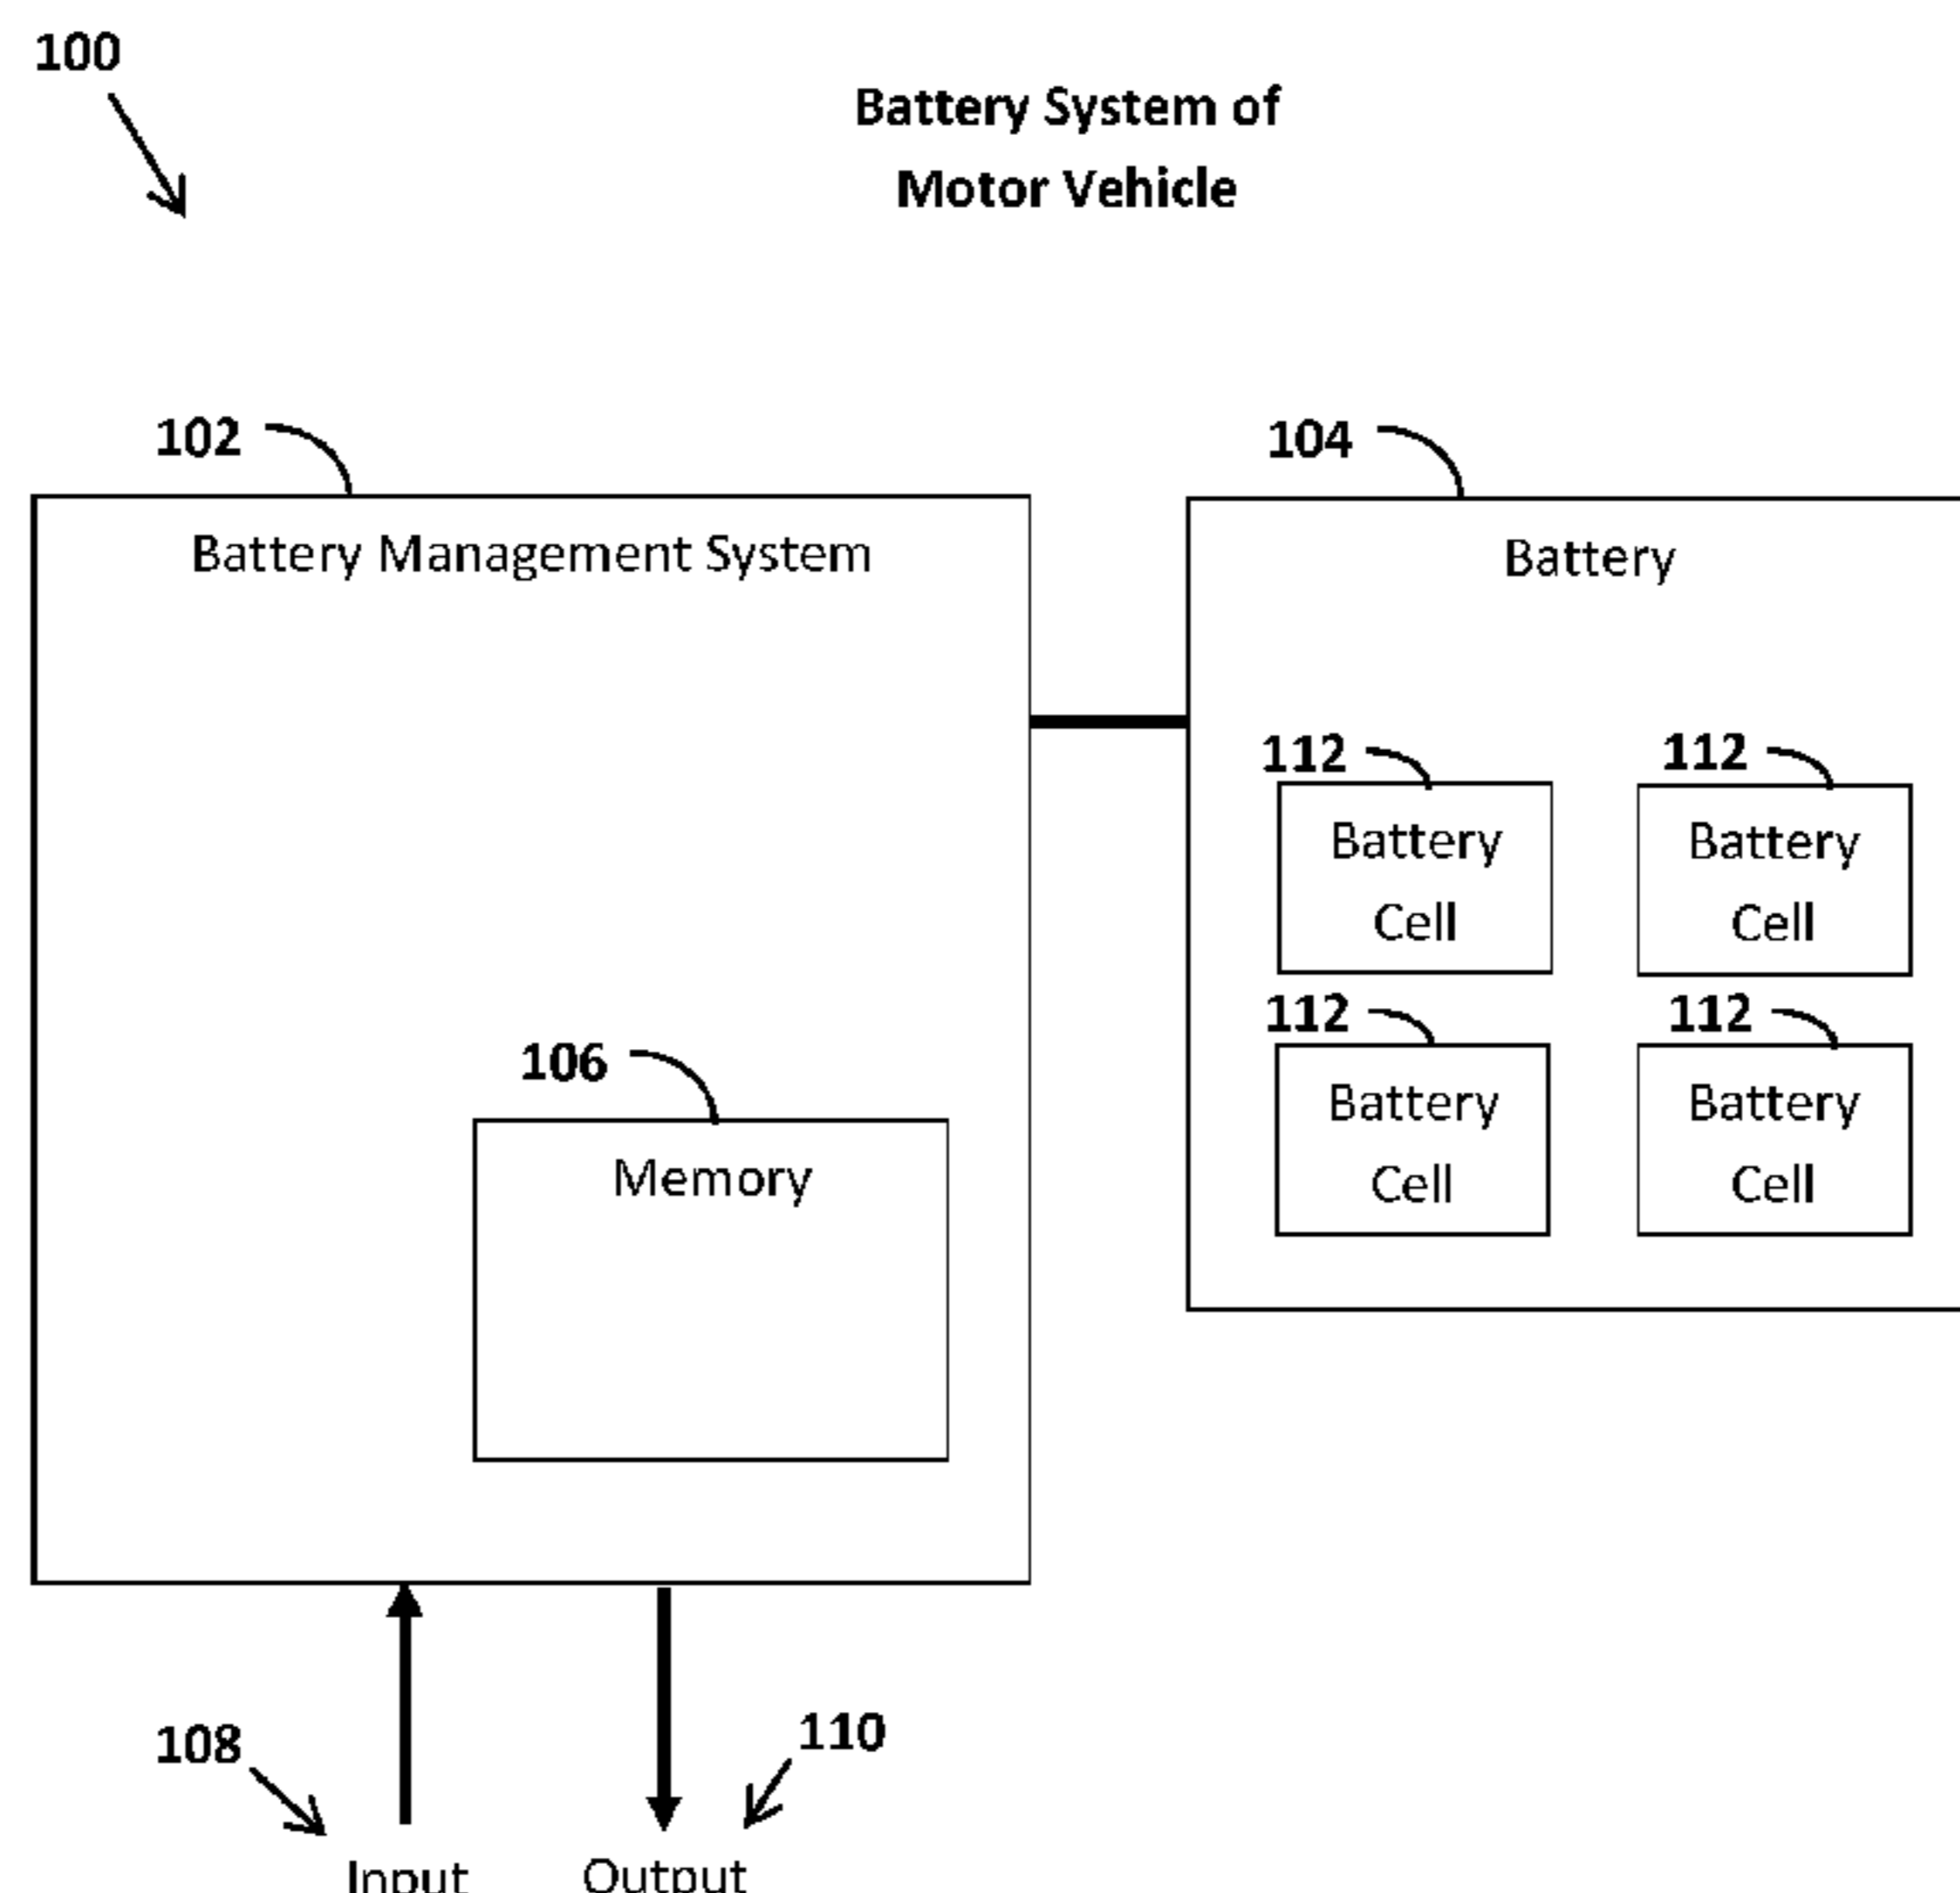 100
Battery System of
Motor Vehicle
102
104
Battery Management System
Battery
112
112
Battery
Cell
Battery
Cell
112
112
Battery
Cell
Battery
Cell
106
Memory
108
110
Input
Output